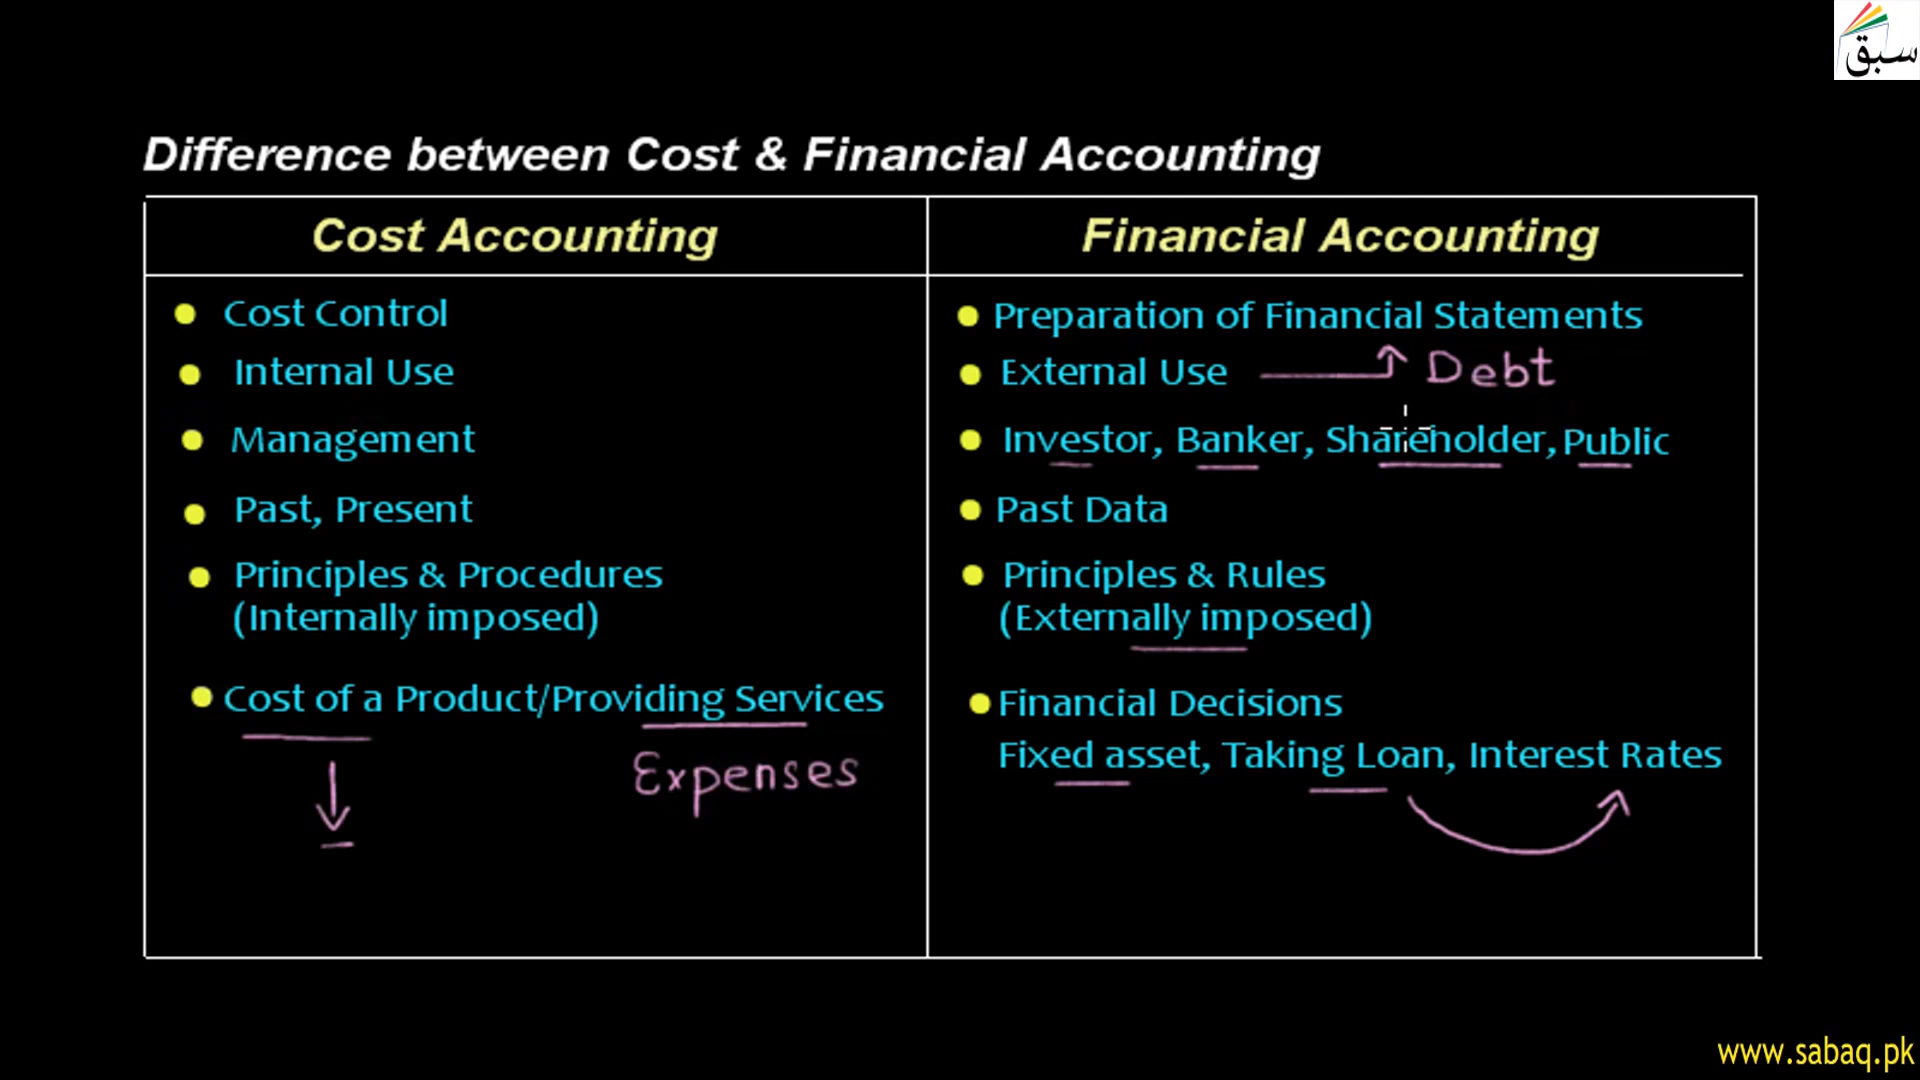 سبق
Difference between Cost & Financial Accounting
Cost Accounting
Cost Control
Internal Use
Management
Past, Present
Principles & Procedures
(Internally imposed)
Cost of a Product/Providing Services
Expenses
Financial Accounting
Preparation of Financial Statements
External Use Debt
Investor, Banker, Shareholder, Public
Past Data
Principles & Rules
(Externally imposed)
Financial Decisions
Fixed asset, Taking Loan, Interest Rates
www.sabaq.pk